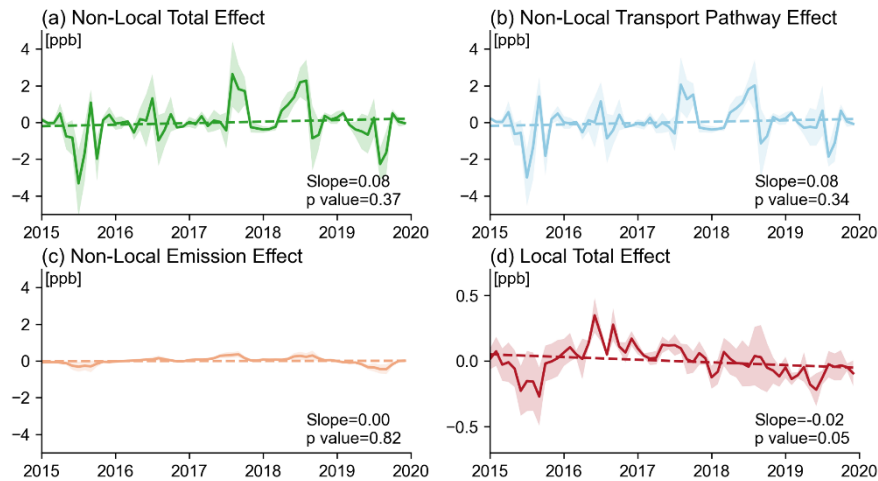 (a) Non-Local Total Effect
[ppb]
4
2
0
−2
−4
Slope=0.08
p value=0.37
2015 2016 2017 2018 2019 2020
(b) Non-Local Transport Pathway Effect
[ppb]
4
2
0
−2
−4
Slope=0.08
p value=0.34
2015 2016 2017 2018 2019 2020
(c) Non-Local Emission Effect
[ppb]
4
2
0
−2
−4
Slope=0.00
p value=0.82
2015 2016 2017 2018 2019 2020
(d) Local Total Effect
[ppb]
0.5
0.0
−0.5
Slope=-0.02
p value=0.05
2015 2016 2017 2018 2019 2020